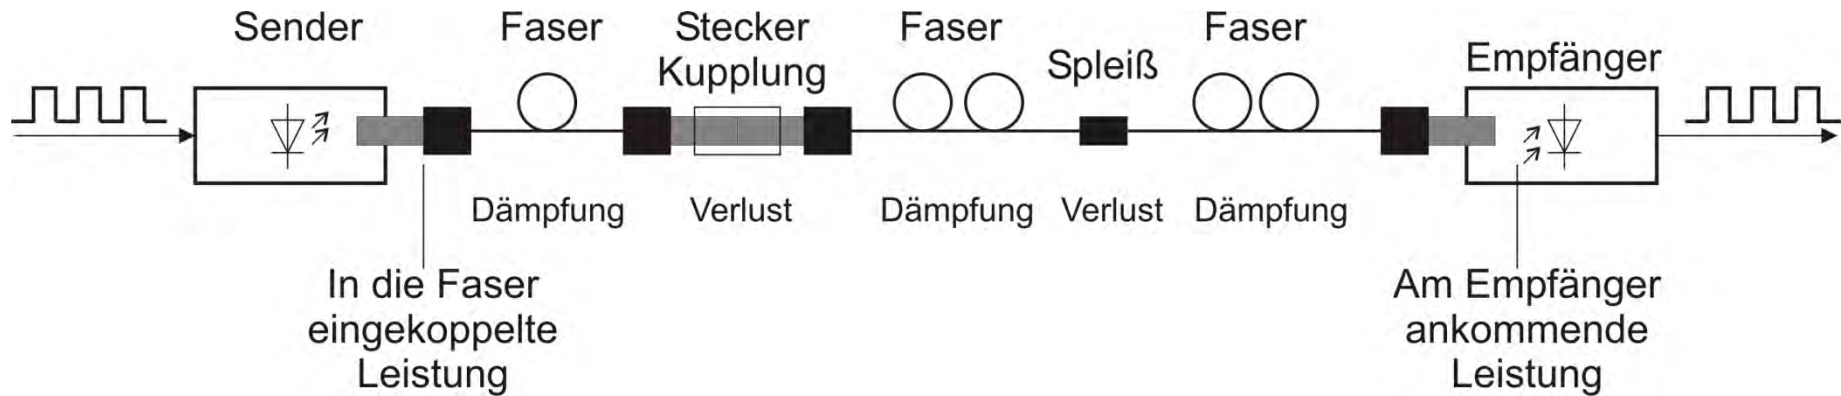 Sender
Faser
Stecker
Kupplung
Faser
Spleiß
Faser
Empfänger
Dämpfung
Verlust
Dämpfung
Verlust
Dämpfung
In die Faser
eingekoppelte
Leistung
Am Empfänger
ankommende
Leistung